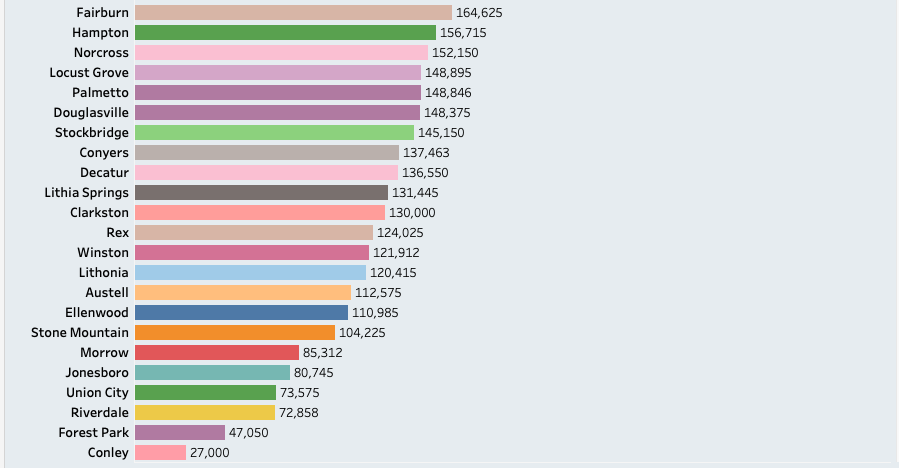 Fairburn 164,625
Hampton 156,715
Norcross 152,150
Locust Grove 148,895
Palmetto 148,846
Douglasville 148,375
Stockbridge 145,150
Conyers 137,463
Decatur 136,550
Lithia Springs 131,445
Clarkston 130,000
Rex 124,025
Winston 121,912
Lithonia 120,415
Austell 112,575
Ellenwood 110,985
Stone Mountain 104,225
Morrow 85,312
Jonesboro 80,745
Union City 73,575
Riverdale 72,858
Forest Park 47,050
Conley 27,000